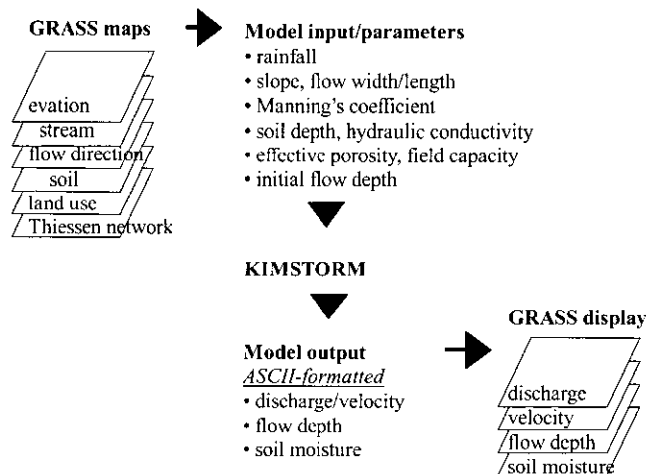 GRASS maps
evation
stream
flow direction
soil
land use
Thiessen network
Model input/parameters
• rainfall
• slope, flow width/length
• Manning's coefficient
• soil depth, hydraulic conductivity
• effective porosity, field capacity
• initial flow depth
KIMSTORM
Model output
ASCII-formatted
• discharge/velocity
• flow depth
• soil moisture
GRASS display
discharge
velocity
flow depth
soil moisture